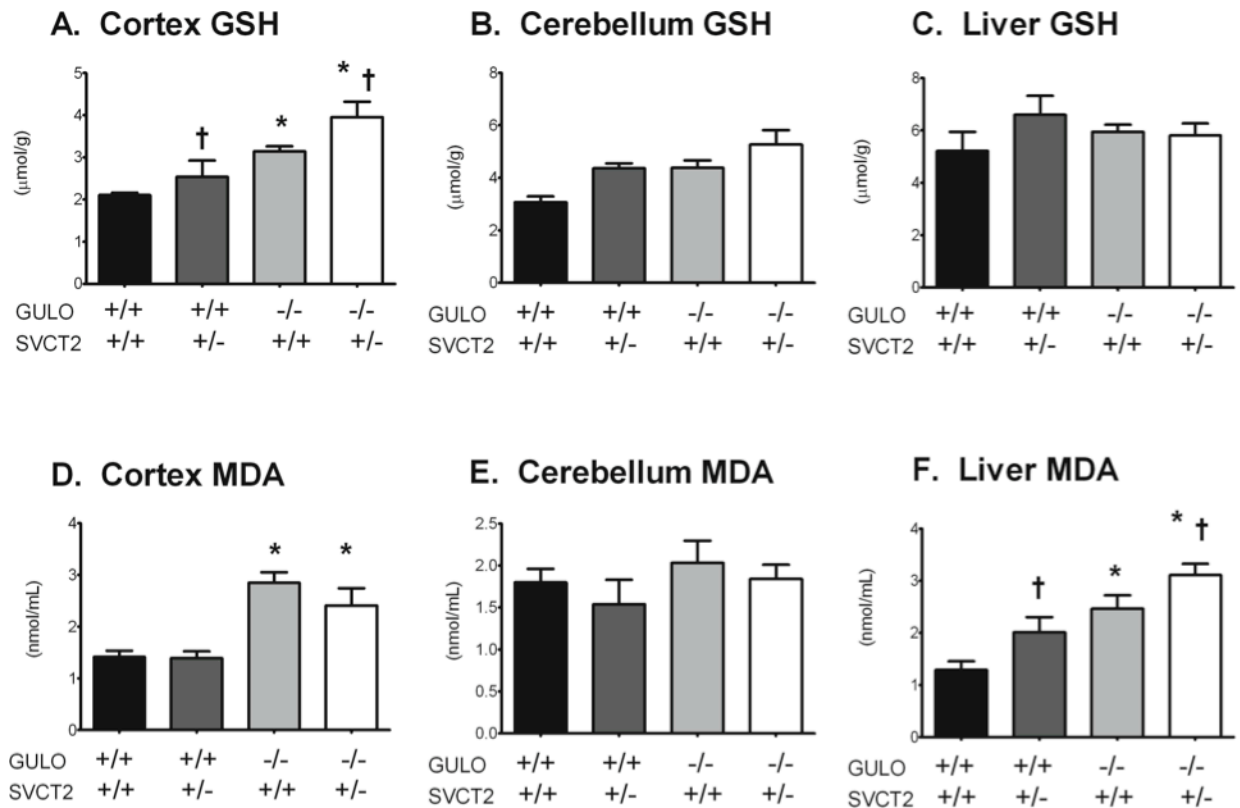 A. Cortex GSH
B. Cerebellum GSH
C. Liver GSH
(μmol/g)
5
4
3
2
1
0
†
*
* †
GULO +/+ +/+ -/- -/-
SVCT2 +/+ +/- +/+ +/-
(μmol/g)
8
6
4
2
0
GULO +/+ +/+ -/- -/-
SVCT2 +/+ +/- +/+ +/-
(μmol/g)
8
6
4
2
0
GULO +/+ +/+ -/- -/-
SVCT2 +/+ +/- +/+ +/-
D. Cortex MDA
E. Cerebellum MDA
F. Liver MDA
(nmol/mL)
4
3
2
1
0
*
*
GULO +/+ +/+ -/- -/-
SVCT2 +/+ +/- +/+ +/-
(nmol/mL)
2.5
2.0
1.5
1.0
0.5
0.0
GULO +/+ +/+ -/- -/-
SVCT2 +/+ +/- +/+ +/-
(nmol/mL)
4
3
2
1
0
†
*
* †
GULO +/+ +/+ -/- -/-
SVCT2 +/+ +/- +/+ +/-